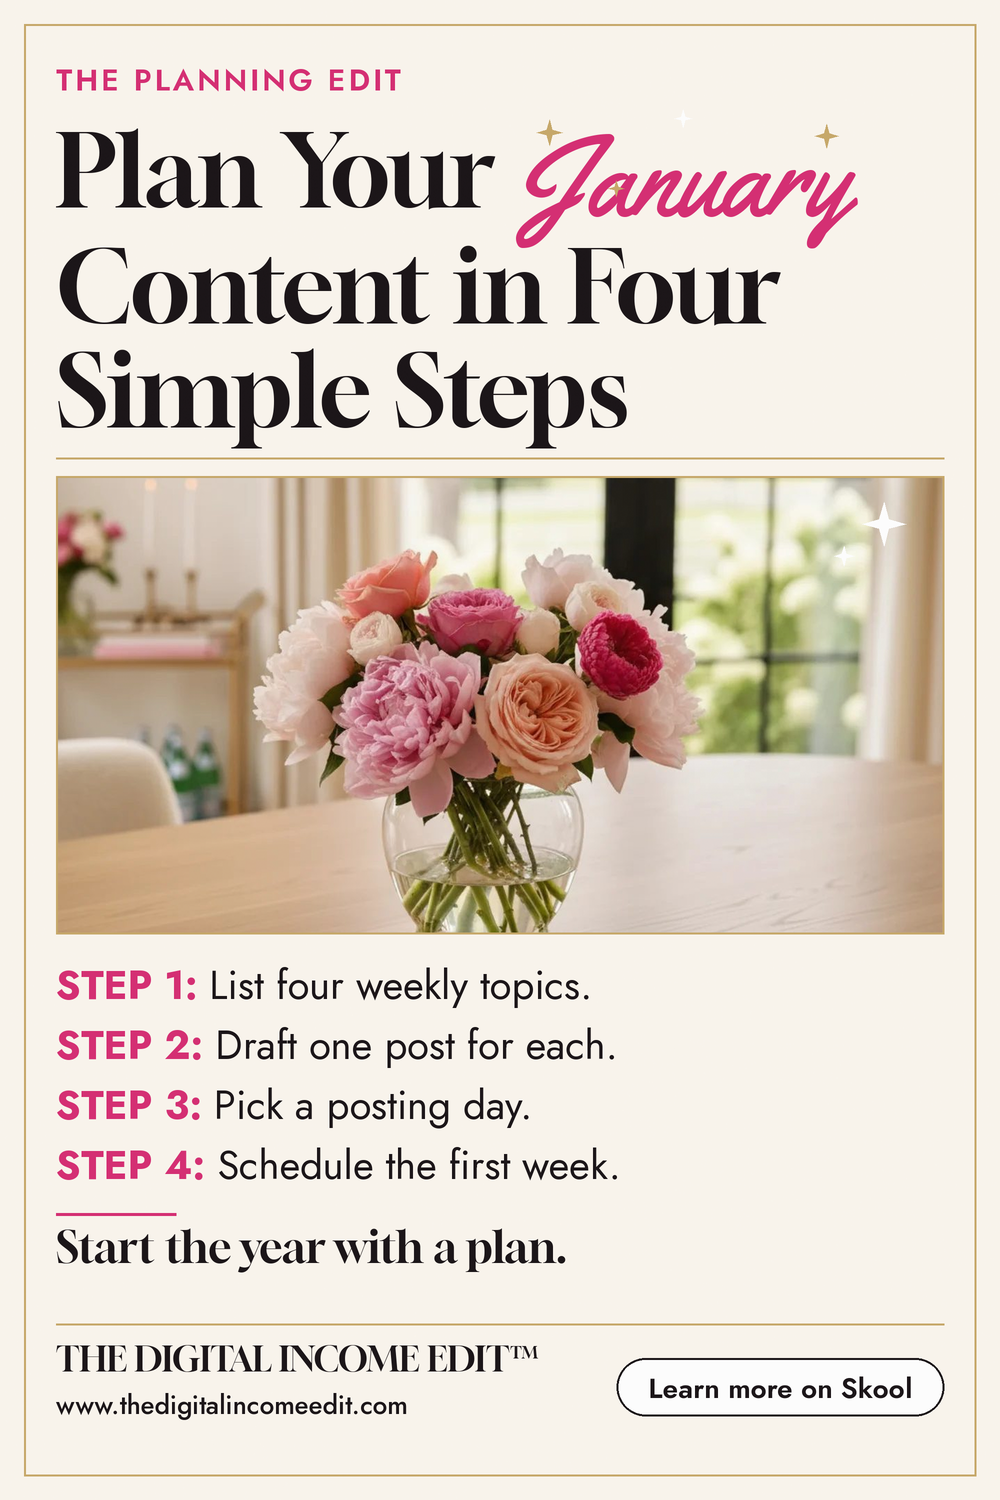 THE PLANNING EDIT
Plan Your January
Content in Four
Simple Steps
STEP 1: List four weekly topics.
STEP 2: Draft one post for each.
STEP 3: Pick a posting day.
STEP 4: Schedule the first week.
Start the year with a plan.
THE DIGITAL INCOME EDIT™
www.thedigitalincomeedit.com
Learn more on Skool